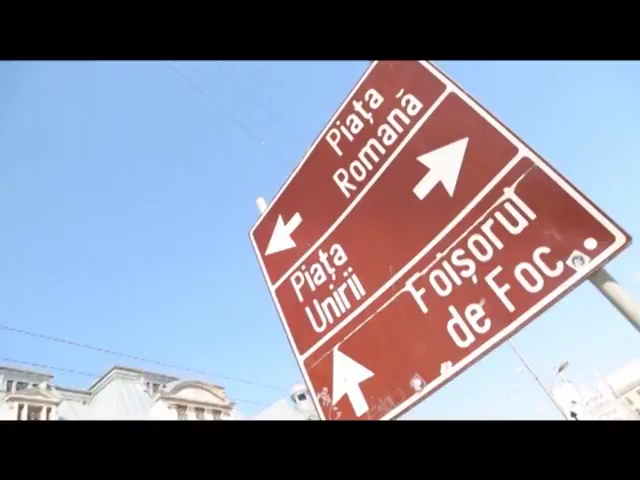 Piața
Romană
Piața
Unirii
Foișorul
de Foc